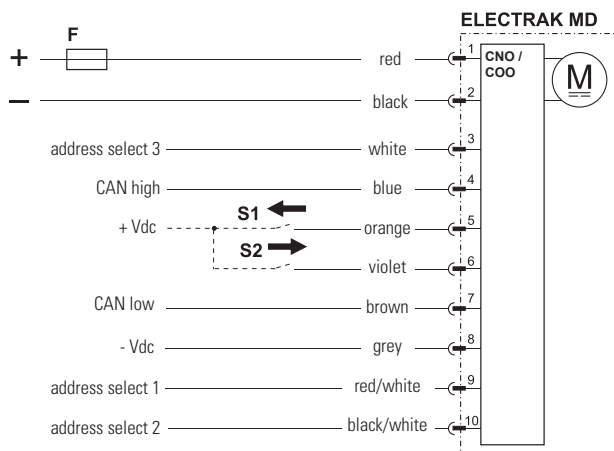 ELECTRAK MD
F
+ red 1 CNO /
COO
M
– black 2
address select 3 white 3
CAN high blue 4
S1
+ Vdc orange 5
S2
violet 6
CAN low brown 7
- Vdc grey 8
address select 1 red/white 9
address select 2 black/white 10